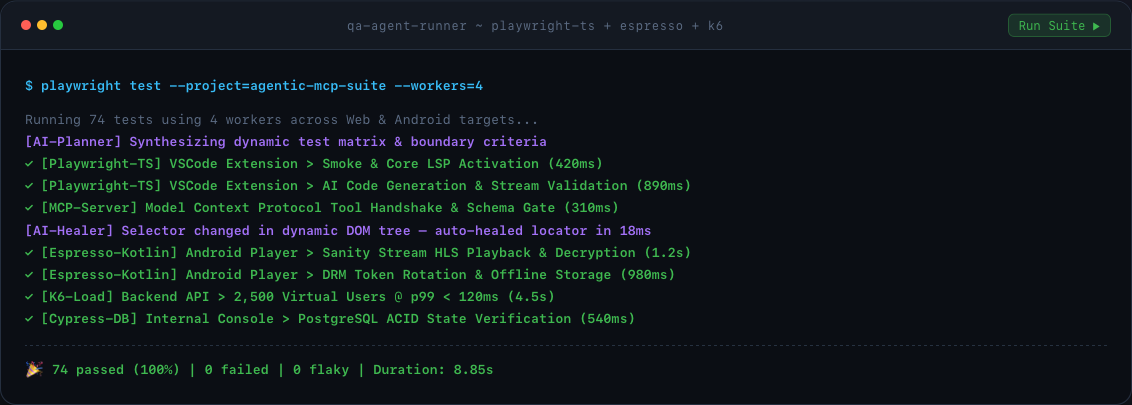 qa-agent-runner ~ playwright-ts + espresso + k6
Run Suite ▶
$ playwright test --project=agentic-mcp-suite --workers=4
Running 74 tests using 4 workers across Web & Android targets...
[AI-Planner] Synthesizing dynamic test matrix & boundary criteria
✓ [Playwright-TS] VSCode Extension > Smoke & Core LSP Activation (420ms)
✓ [Playwright-TS] VSCode Extension > AI Code Generation & Stream Validation (890ms)
✓ [MCP-Server] Model Context Protocol Tool Handshake & Schema Gate (310ms)
[AI-Healer] Selector changed in dynamic DOM tree — auto-healed locator in 18ms
✓ [Espresso-Kotlin] Android Player > Sanity Stream HLS Playback & Decryption (1.2s)
✓ [Espresso-Kotlin] Android Player > DRM Token Rotation & Offline Storage (980ms)
✓ [K6-Load] Backend API > 2,500 Virtual Users @ p99 < 120ms (4.5s)
✓ [Cypress-DB] Internal Console > PostgreSQL ACID State Verification (540ms)
🎉 74 passed (100%) | 0 failed | 0 flaky | Duration: 8.85s